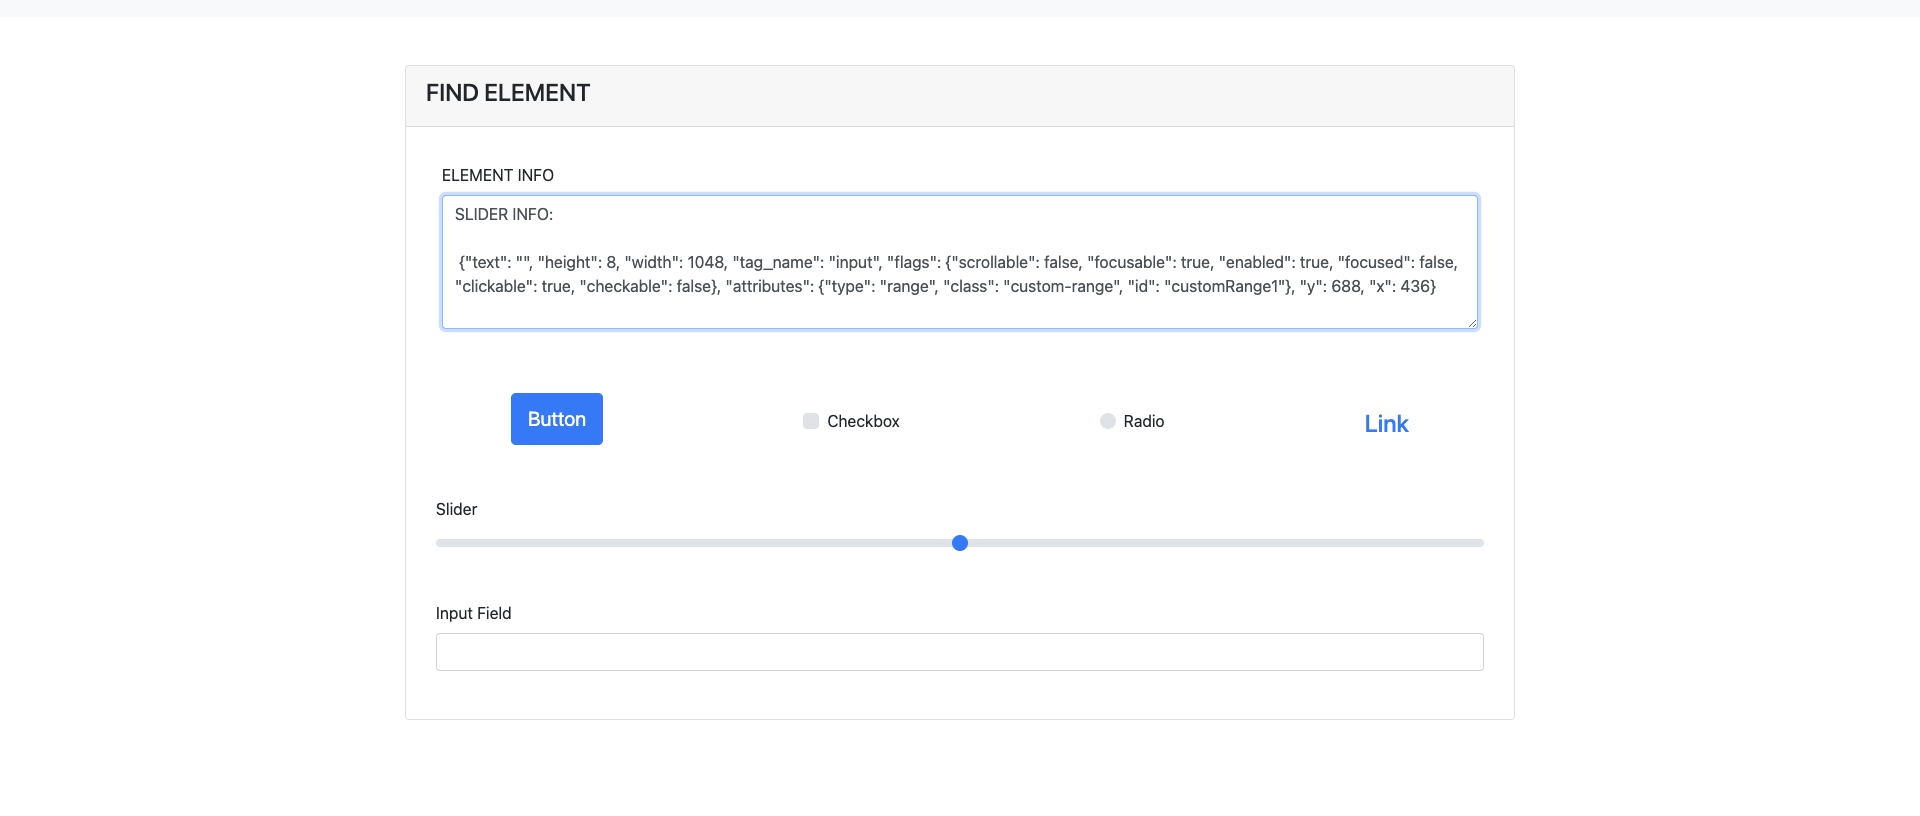 FIND ELEMENT
ELEMENT INFO
SLIDER INFO:
{"text": "", "height": 8, "width": 1048, "tag_name": "input", "flags": {"scrollable": false, "focusable": true, "enabled": true, "focused": false,
"clickable": true, "checkable": false}, "attributes": {"type": "range", "class": "custom-range", "id": "customRange1"}, "y": 688, "x": 436}
Button
Checkbox
Radio
Link
Slider
Input Field